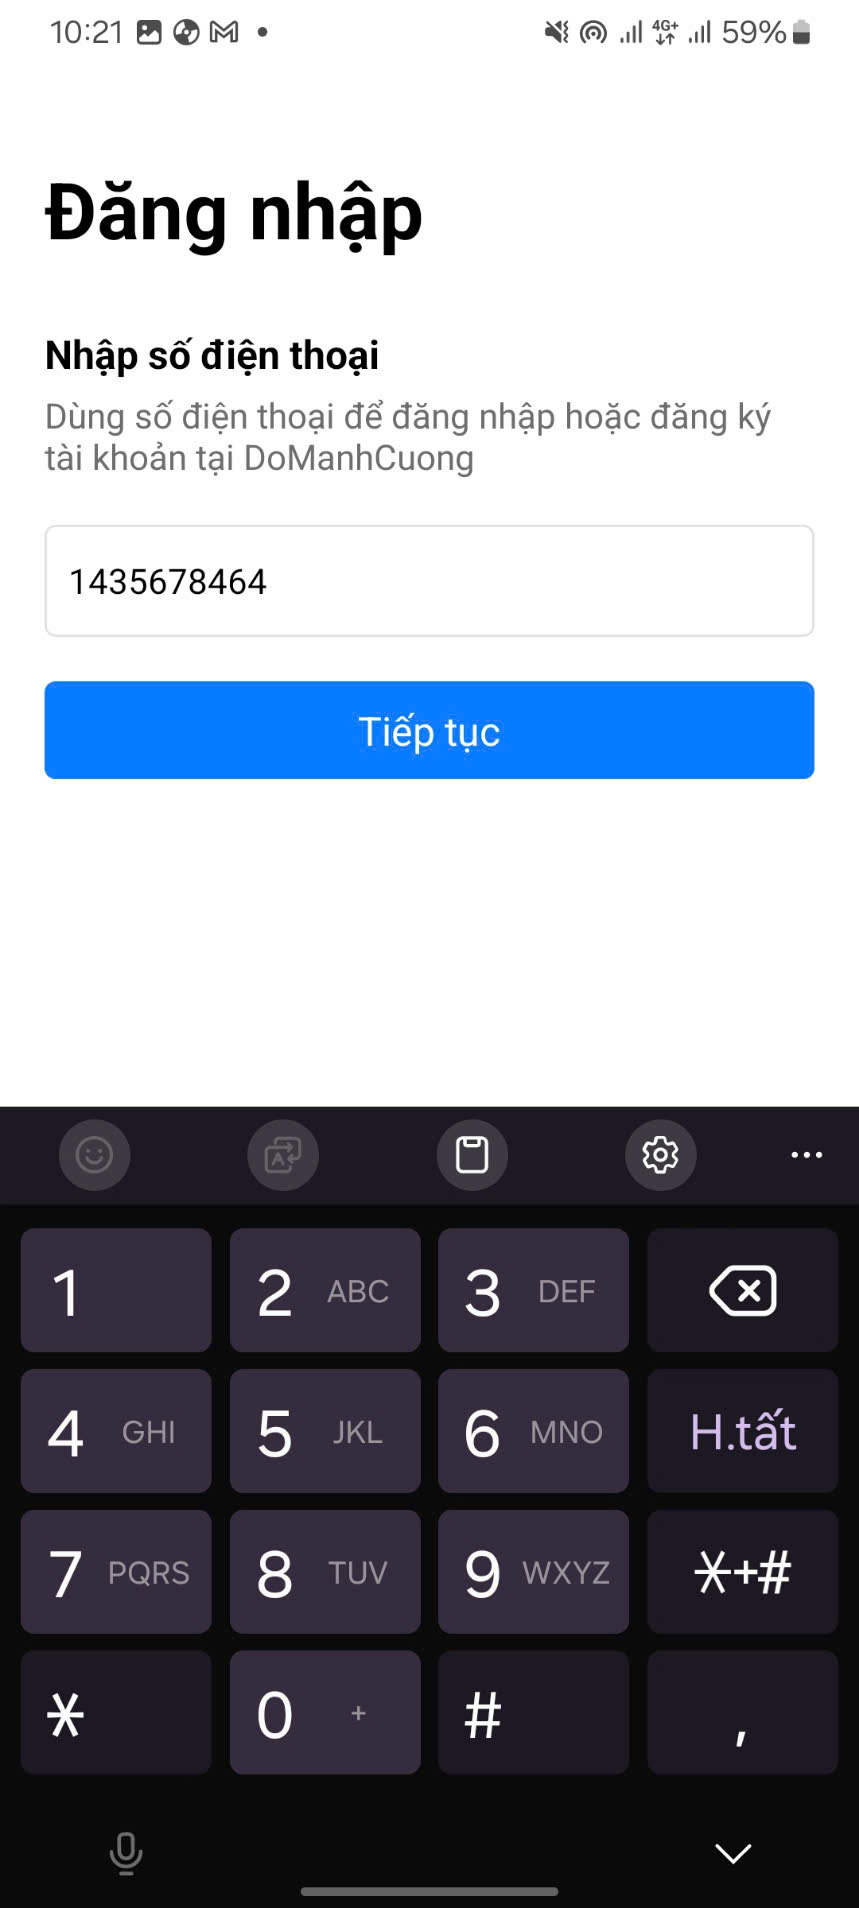 10:21
4G+
59%
Đăng nhập
Nhập số điện thoại
Dùng số điện thoại để đăng nhập hoặc đăng ký
tài khoản tại DoManhCuong
1435678464
Tiếp tục
1 2 ABC 3 DEF
4 GHI 5 JKL 6 MNO H.tất
7 PQRS 8 TUV 9 WXYZ *+#
* 0 + # ,